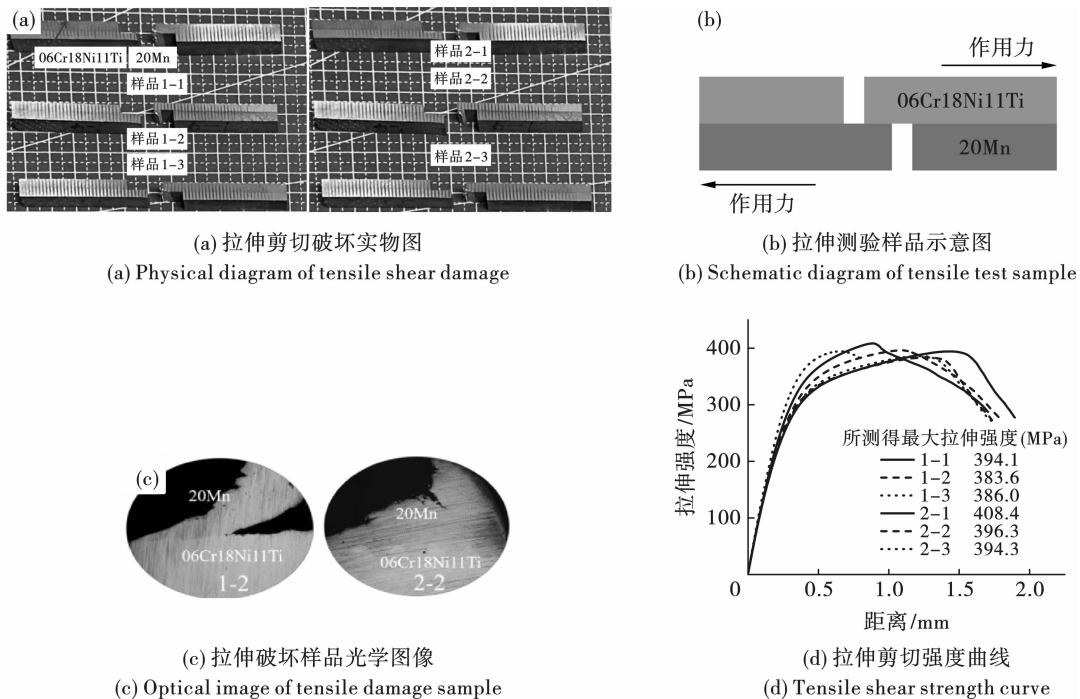 (a)
06Cr18Ni11Ti
20Mn
样品1-1
样品1-2
样品1-3
样品2-1
样品2-2
样品2-3
(a) 拉伸剪切破坏实物图
(a) Physical diagram of tensile shear damage
(b)
作用力
06Cr18Ni11Ti
20Mn
作用力
(b) 拉伸测验样品示意图
(b) Schematic diagram of tensile test sample
(c)
20Mn
06Cr18Ni11Ti
1-2
20Mn
06Cr18Ni11Ti
2-2
(c) 拉伸破坏样品光学图像
(c) Optical image of tensile damage sample
拉伸强度/MPa
400
300
200
100
0
0.5
1.0
1.5
2.0
距离/mm
所测得最大拉伸强度(MPa)
1-1 394.1
1-2 383.6
1-3 386.0
2-1 408.4
2-2 396.3
2-3 394.3
(d) 拉伸剪切强度曲线
(d) Tensile shear strength curve